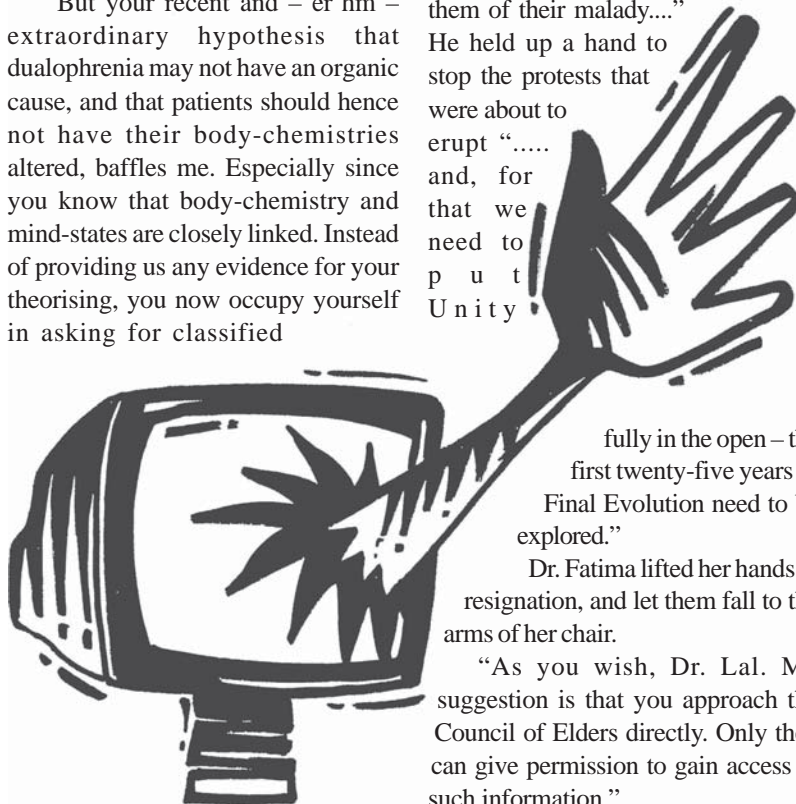 But your recent and – er hm –
extraordinary hypothesis that
dualophrenia may not have an organic
cause, and that patients should hence
not have their body-chemistries
altered, baffles me. Especially since
you know that body-chemistry and
mind-states are closely linked. Instead
of providing us any evidence for your
theorising, you now occupy yourself
in asking for classified
them of their malady....”
He held up a hand to
stop the protests that
were about to
erupt “.....
and, for
that we
need to
put
Unity
fully in the open –
first twenty-five years
Final Evolution need to
explored.”
Dr. Fatima lifted her hands
resignation, and let them fall to
arms of her chair.
“As you wish, Dr. Lal.
suggestion is that you approach
Council of Elders directly. Only
can give permission to gain access
such information.”